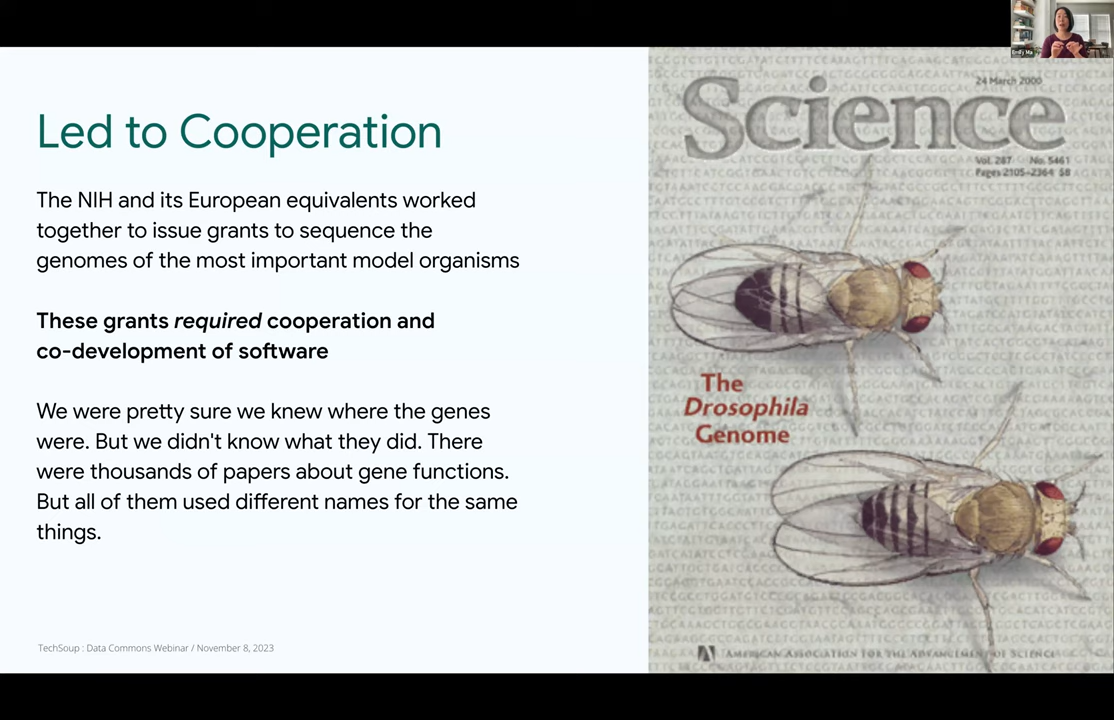 Emily Ma
Led to Cooperation
The NIH and its European equivalents worked
together to issue grants to sequence the
genomes of the most important model organisms
These grants required cooperation and
co-development of software
We were pretty sure we knew where the genes
were. But we didn't know what they did. There
were thousands of papers about gene functions.
But all of them used different names for the same
things.
TechSoup : Data Commons Webinar / November 8, 2023
24 March 2000
Science
Vol. 287 No. 5461
Pages 2105–2364 $8
The
Drosophila
Genome
AMERICAN ASSOCIATION FOR THE ADVANCEMENT OF SCIENCE